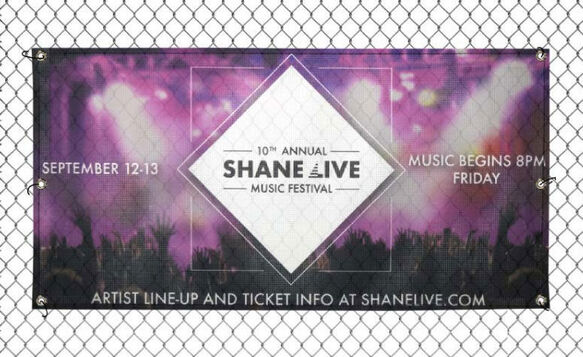 10TH ANNUAL
SHANE LIVE
MUSIC FESTIVAL
SEPTEMBER 12-13
MUSIC BEGINS 8PM
FRIDAY
ARTIST LINE-UP AND TICKET INFO AT SHANELIVE.COM